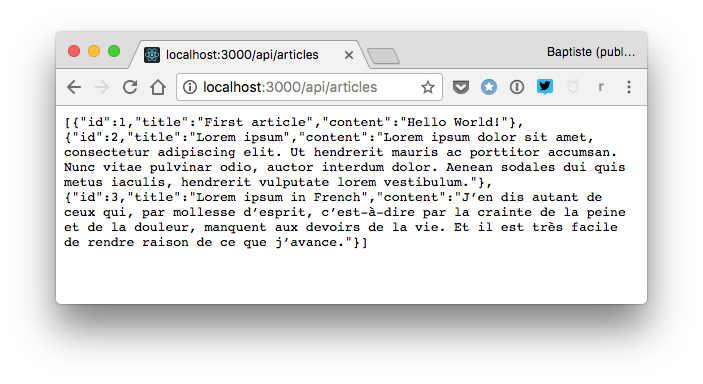 localhost:3000/api/articles
Baptiste (publ...
localhost:3000/api/articles
r
[{"id":1,"title":"First article","content":"Hello World!"},
{"id":2,"title":"Lorem ipsum","content":"Lorem ipsum dolor sit amet,
consectetur adipiscing elit. Ut hendrerit mauris ac porttitor accumsan.
Nunc vitae pulvinar odio, auctor interdum dolor. Aenean sodales dui quis
metus iaculis, hendrerit vulputate lorem vestibulum."},
{"id":3,"title":"Lorem ipsum in French","content":"J’en dis autant de
ceux qui, par mollesse d’esprit, c’est-à-dire par la crainte de la peine
et de la douleur, manquent aux devoirs de la vie. Et il est très facile
de rendre raison de ce que j’avance."}]